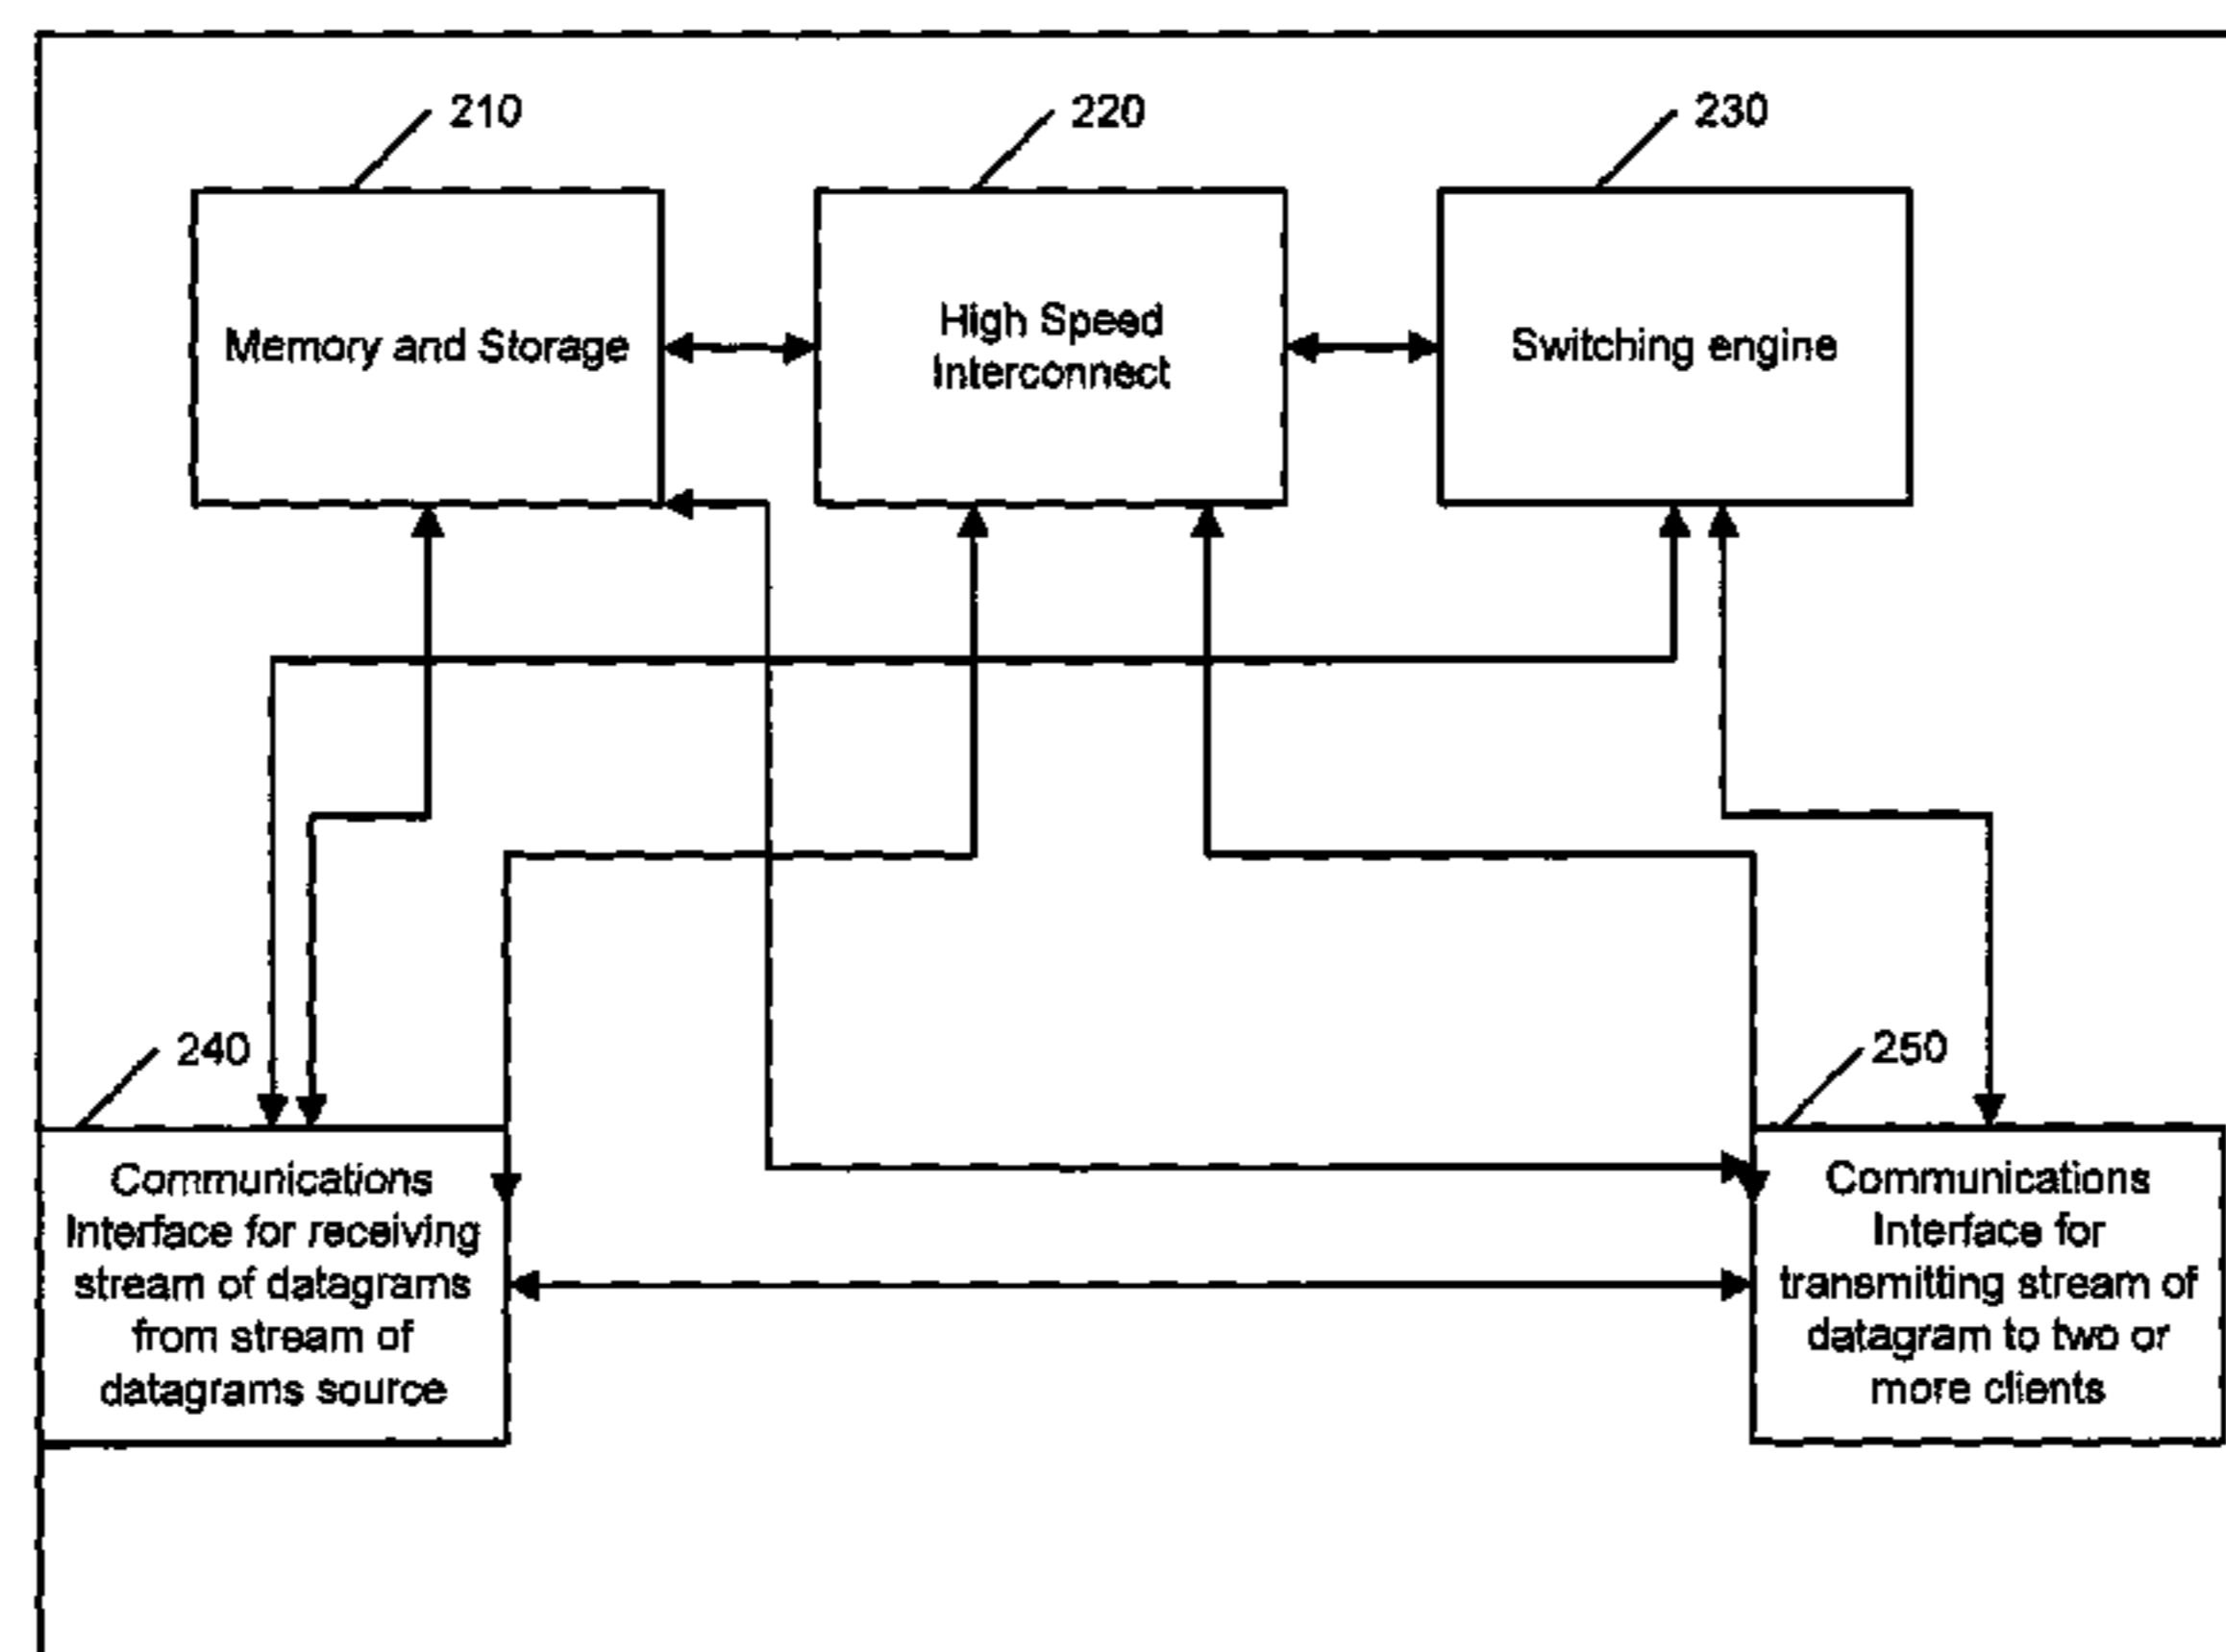 210
220
230
Memory and Storage
High Speed
Interconnect
Switching engine
240
250
Communications
Interface for receiving
stream of datagrams
from stream of
datagrams source
Communications
Interface for
transmitting stream of
datagram to two or
more clients